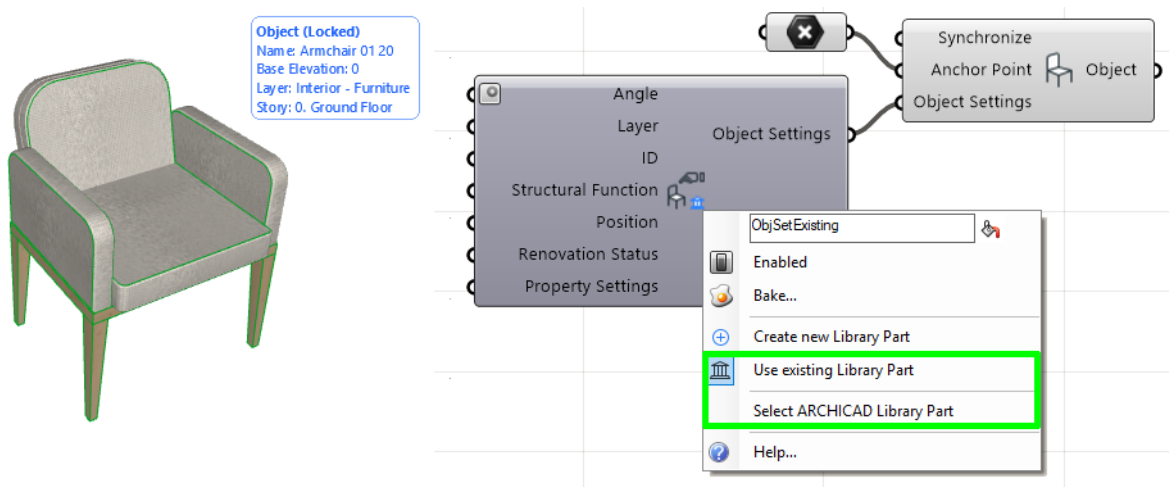 Object (Locked)
Name: Armchair 01 20
Base Elevation: 0
Layer: Interior - Furniture
Story: 0. Ground Floor
Synchronize
Anchor Point
Object
Object Settings
Angle
Layer
Object Settings
ID
Structural Function
Position
Renovation Status
Property Settings
ObjSetExisting
Enabled
Bake...
Create new Library Part
Use existing Library Part
Select ARCHICAD Library Part
Help...